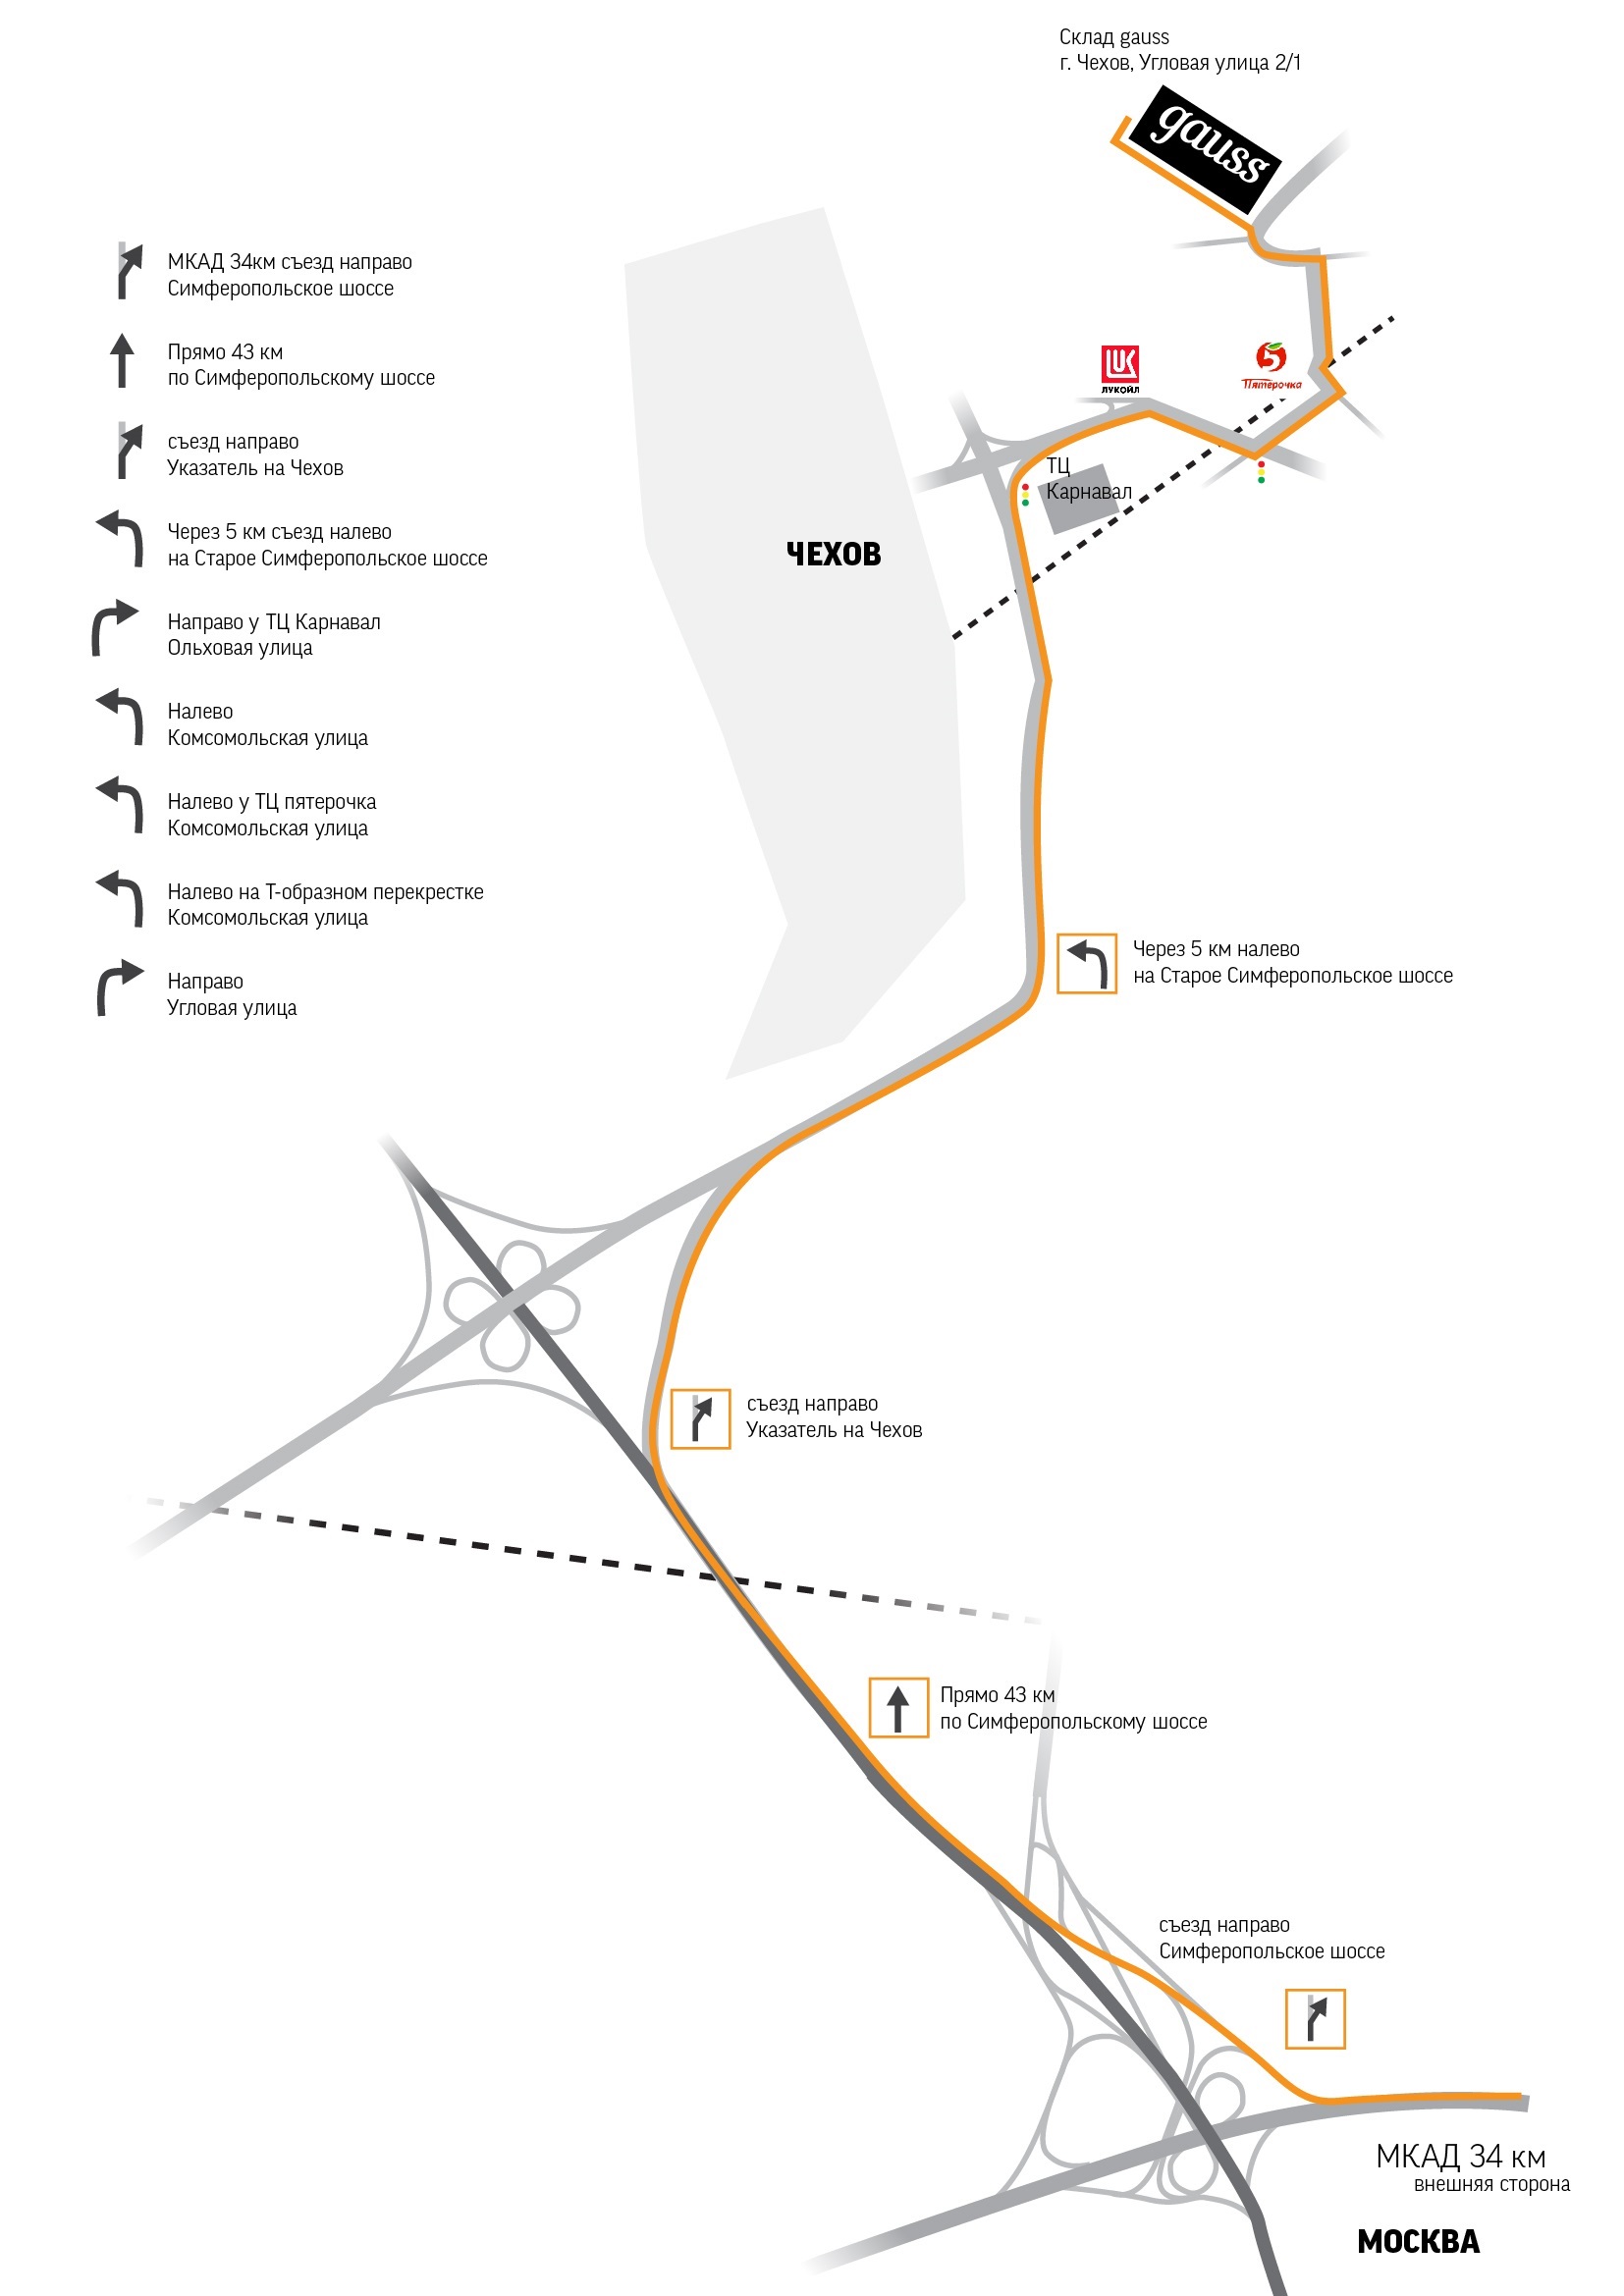 Склад gauss
г. Чехов, Угловая улица 2/1
gauss
МКАД 34км съезд направо
Симферопольское шоссе
Прямо 43 км
по Симферопольскому шоссе
съезд направо
Указатель на Чехов
Через 5 км съезд налево
на Старое Симферопольское шоссе
Направо у ТЦ Карнавал
Ольховая улица
Налево
Комсомольская улица
Налево у ТЦ пятерочка
Комсомольская улица
Налево на Т-образном перекрестке
Комсомольская улица
Направо
Угловая улица
ЛУКОЙЛ
5
Пятерочка
ТЦ
Карнавал
ЧЕХОВ
Через 5 км налево
на Старое Симферопольское шоссе
съезд направо
Указатель на Чехов
Прямо 43 км
по Симферопольскому шоссе
съезд направо
Симферопольское шоссе
МКАД 34 км
внешняя сторона
МОСКВА